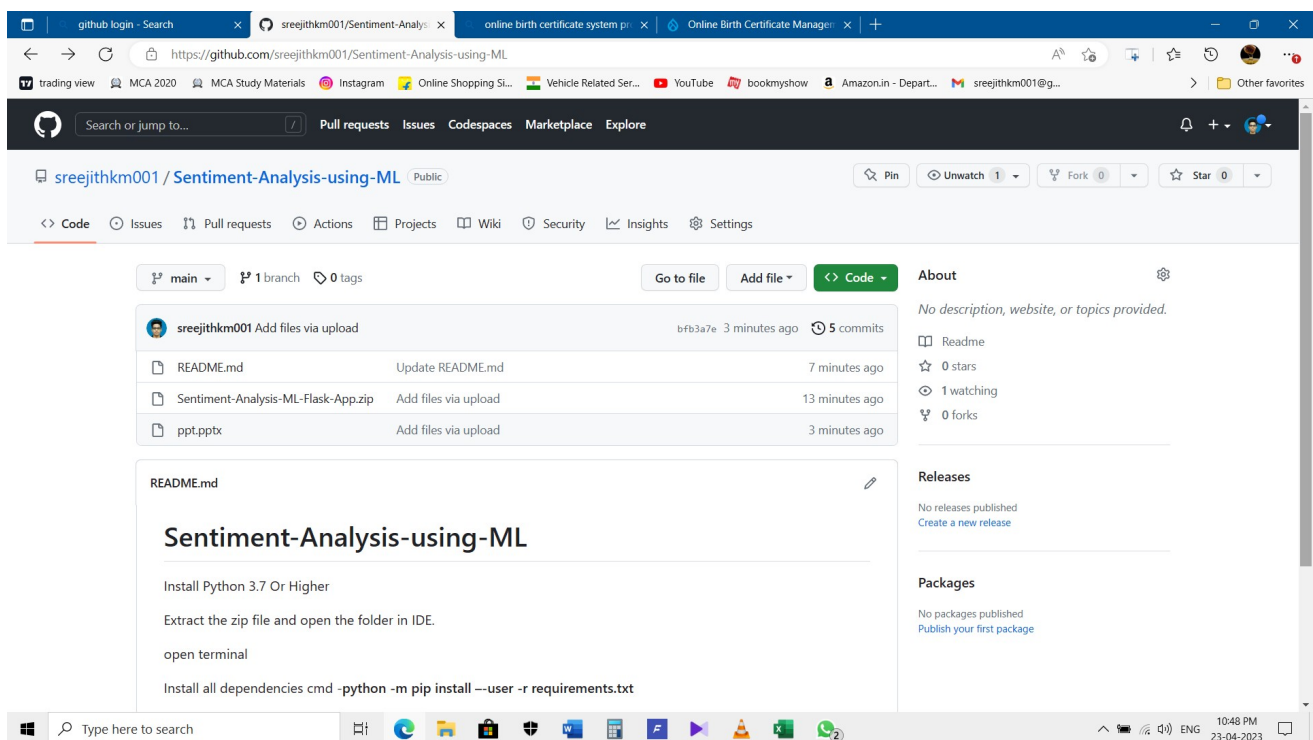 github login - Search
sreejithkm001/Sentiment-Analys
online birth certificate system pr
Online Birth Certificate Managem
https://github.com/sreejithkm001/Sentiment-Analysis-using-ML
trading view MCA 2020 MCA Study Materials Instagram Online Shopping Si... Vehicle Related Ser... YouTube bookmyshow Amazon.in - Depart... sreejithkm001@g... Other favorites
Search or jump to... / Pull requests Issues Codespaces Marketplace Explore
sreejithkm001 / Sentiment-Analysis-using-ML Public Pin Unwatch 1 Fork 0 Star 0
Code Issues Pull requests Actions Projects Wiki Security Insights Settings
main 1 branch 0 tags Go to file Add file Code
sreejithkm001 Add files via upload bfb3a7e 3 minutes ago 5 commits
README.md Update README.md 7 minutes ago
Sentiment-Analysis-ML-Flask-App.zip Add files via upload 13 minutes ago
ppt.pptx Add files via upload 3 minutes ago
README.md
Sentiment-Analysis-using-ML
Install Python 3.7 Or Higher
Extract the zip file and open the folder in IDE.
open terminal
Install all dependencies cmd -python -m pip install –-user -r requirements.txt
About
No description, website, or topics provided.
Readme
0 stars
1 watching
0 forks
Releases
No releases published
Create a new release
Packages
No packages published
Publish your first package
Type here to search
2
ENG
10:48 PM
23-04-2023